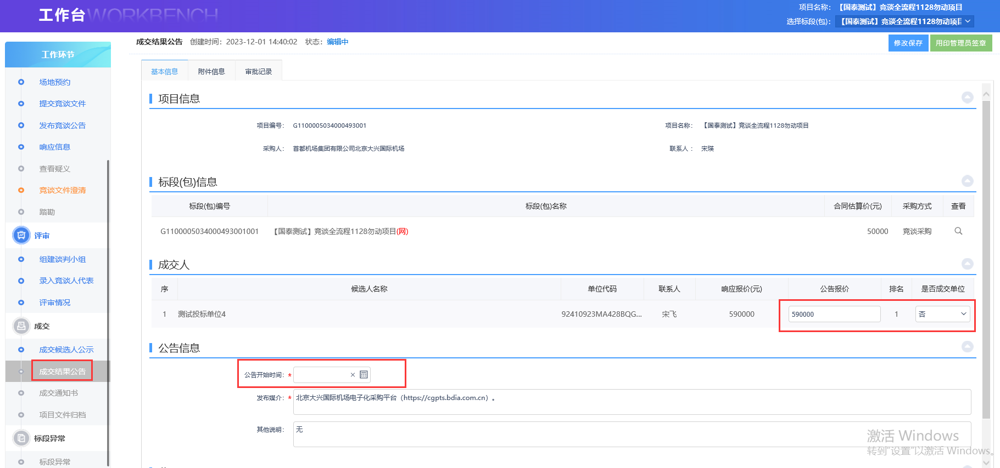 工作台WORKBENCH
项目名称： 【国泰测试】竞谈全流程1128勿动项目
选择标段(包)： 【国泰测试】竞谈全流程1128勿动项目
工作环节
场地预约
提交竞谈文件
发布竞谈公告
响应信息
查看疑义
竞谈文件澄清
踏勘
评审
组建谈判小组
录入竞谈人代表
评审情况
成交
成交候选人公示
成交结果公告
成交通知书
项目文件归档
标段异常
标段异常
成交结果公告 创建时间：2023-12-01 14:40:02 状态：编辑中
修改保存 用印管理员签章
基本信息 附件信息 审批记录
项目信息
项目编号： G1100005034000493001 项目名称： 【国泰测试】竞谈全流程1128勿动项目
采购人： 首都机场集团有限公司北京大兴国际机场 联系人： 宋瑛
标段(包)信息
标段(包)编号 标段(包)名称 合同估算价(元) 采购方式 查看
G1100005034000493001001 【国泰测试】竞谈全流程1128勿动项目(网) 50000 竞谈采购
成交人
序 候选人名称 单位代码 联系人 响应报价(元) 公告报价 排名 是否成交单位
1 测试投标单位4 92410923MA428BQG... 宋飞 590000 590000 1 否
公告信息
公告开始时间：*
发布媒介：* 北京大兴国际机场电子化采购平台（https://cgpts.bdia.com.cn）。
其他说明： 无
激活 Windows
转到"设置"以激活 Windows。